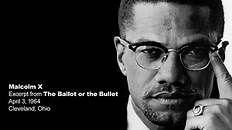 Malcolm X
Excerpt from The Ballot or the Bullet
April 3, 1964
Cleveland, Ohio